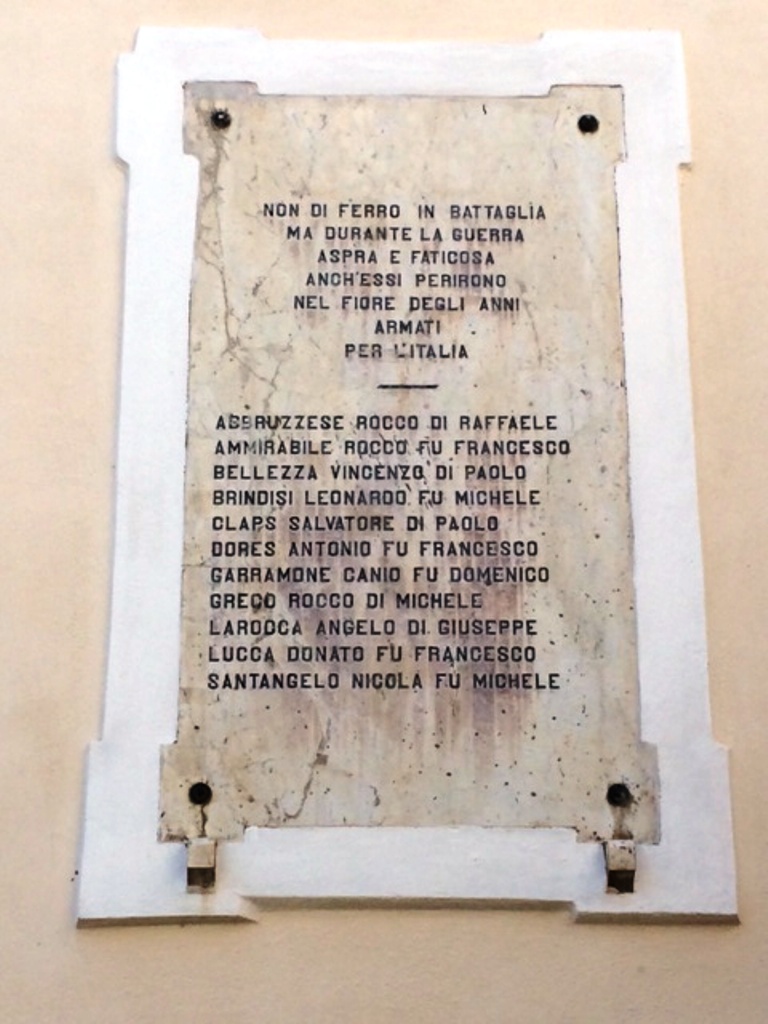 NON DI FERRO IN BATTAGLIA
MA DURANTE LA GUERRA
ASPRA E FATICOSA
ANCH'ESSI PERIRONO
NEL FIORE DEGLI ANNI
ARMATI
PER L'ITALIA
ABBRUZZESE ROCCO DI RAFFAELE
AMMIRABILE ROCCO FU FRANCESCO
BELLEZZA VINCENZO DI PAOLO
BRINDISI LEONARDO FU MICHELE
CLAPS SALVATORE DI PAOLO
DORES ANTONIO FU FRANCESCO
GARRAMONE CANIO FU DOMENICO
GRECO ROCCO DI MICHELE
LAROCCA ANGELO DI GIUSEPPE
LUCCA DONATO FU FRANCESCO
SANTANGELO NICOLA FU MICHELE